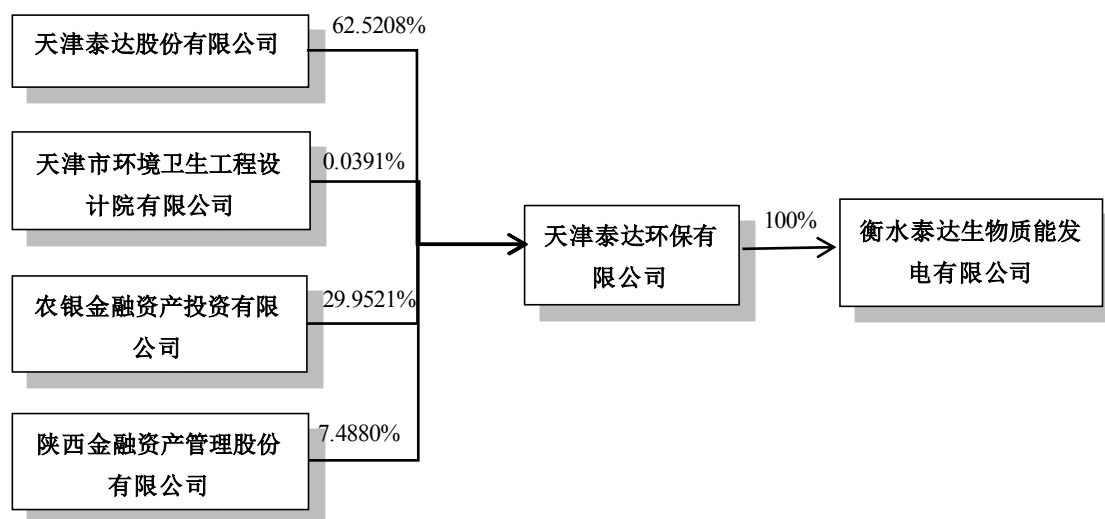 天津泰达股份有限公司
62.5208%
天津市环境卫生工程设
计院有限公司
0.0391%
农银金融资产投资有限
公司
29.9521%
陕西金融资产管理股份
有限公司
7.4880%
天津泰达环保有
限公司
100%
衡水泰达生物质能发
电有限公司